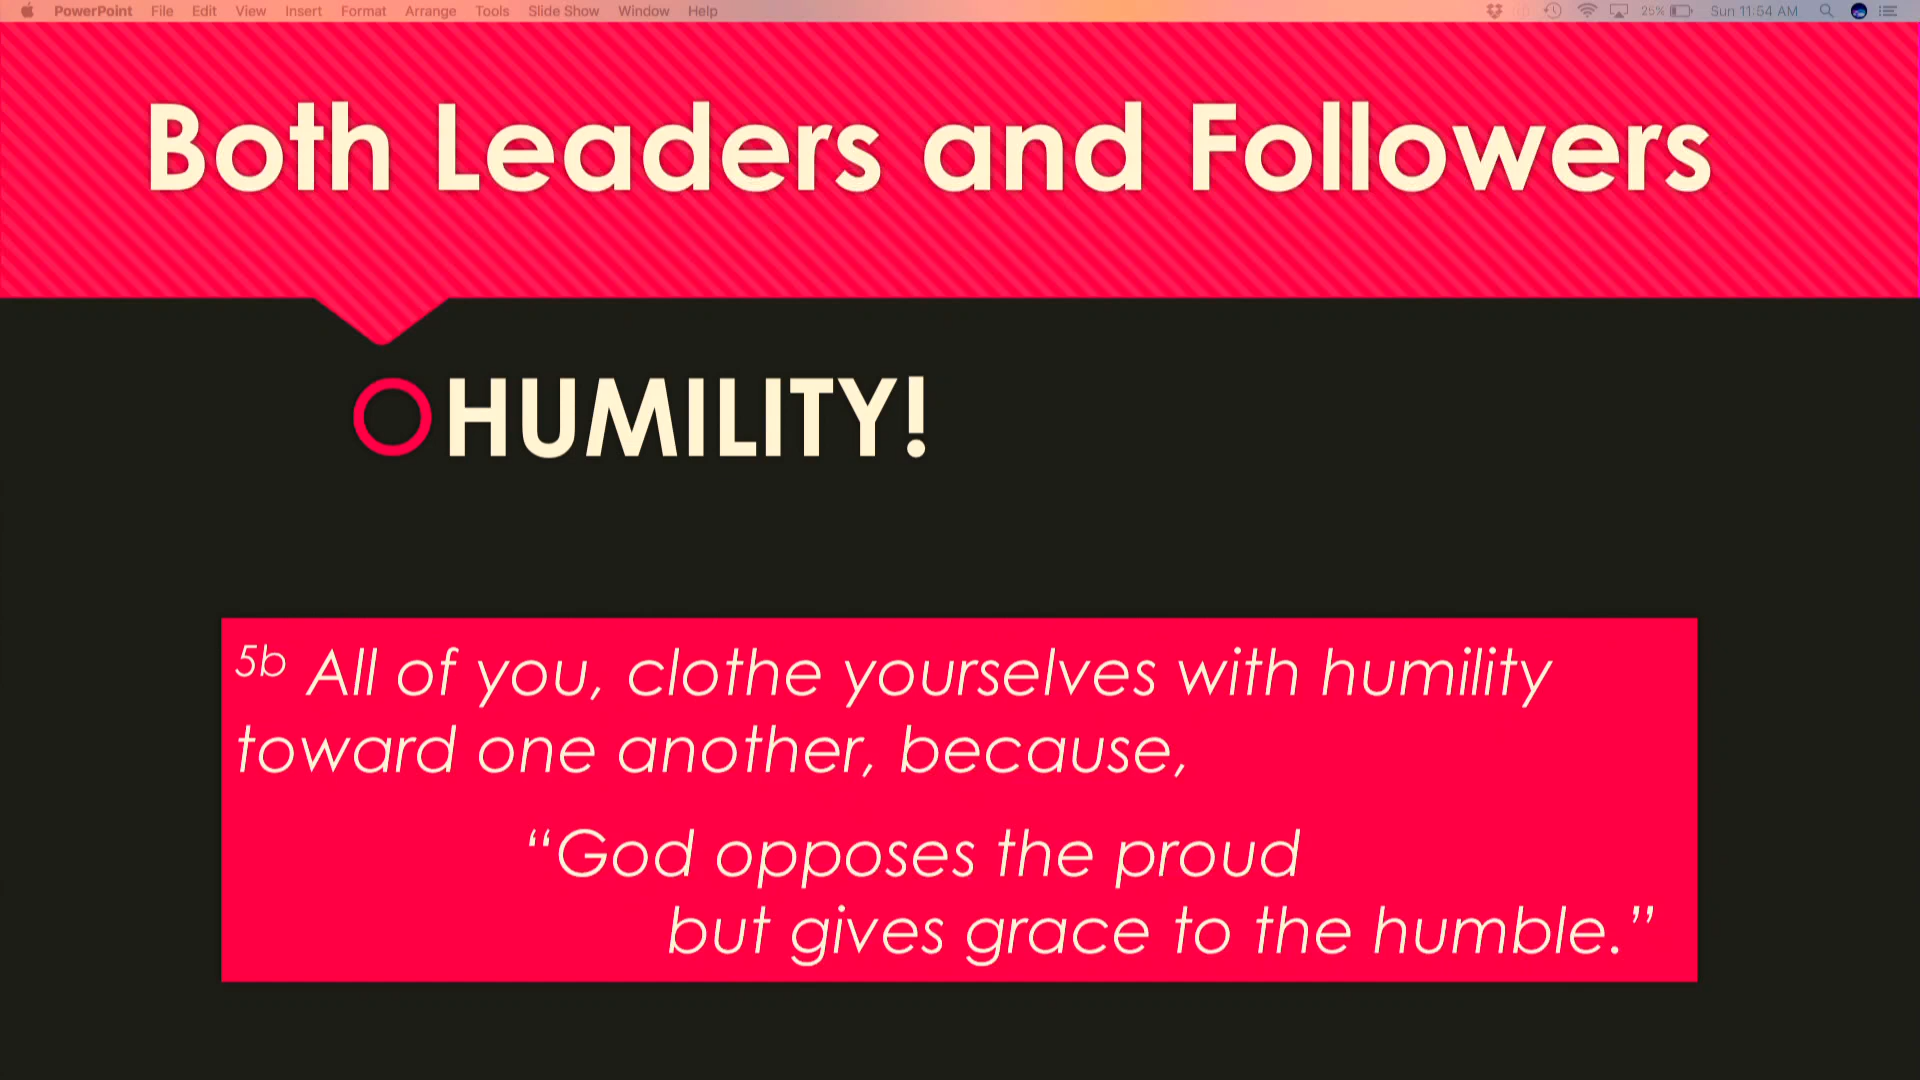 PowerPoint File Edit View Insert Format Arrange Tools Slide Show Window Help 25% Sun 11:54 AM
Both Leaders and Followers
HUMILITY!
5b All of you, clothe yourselves with humility
toward one another, because,
“God opposes the proud
but gives grace to the humble.”